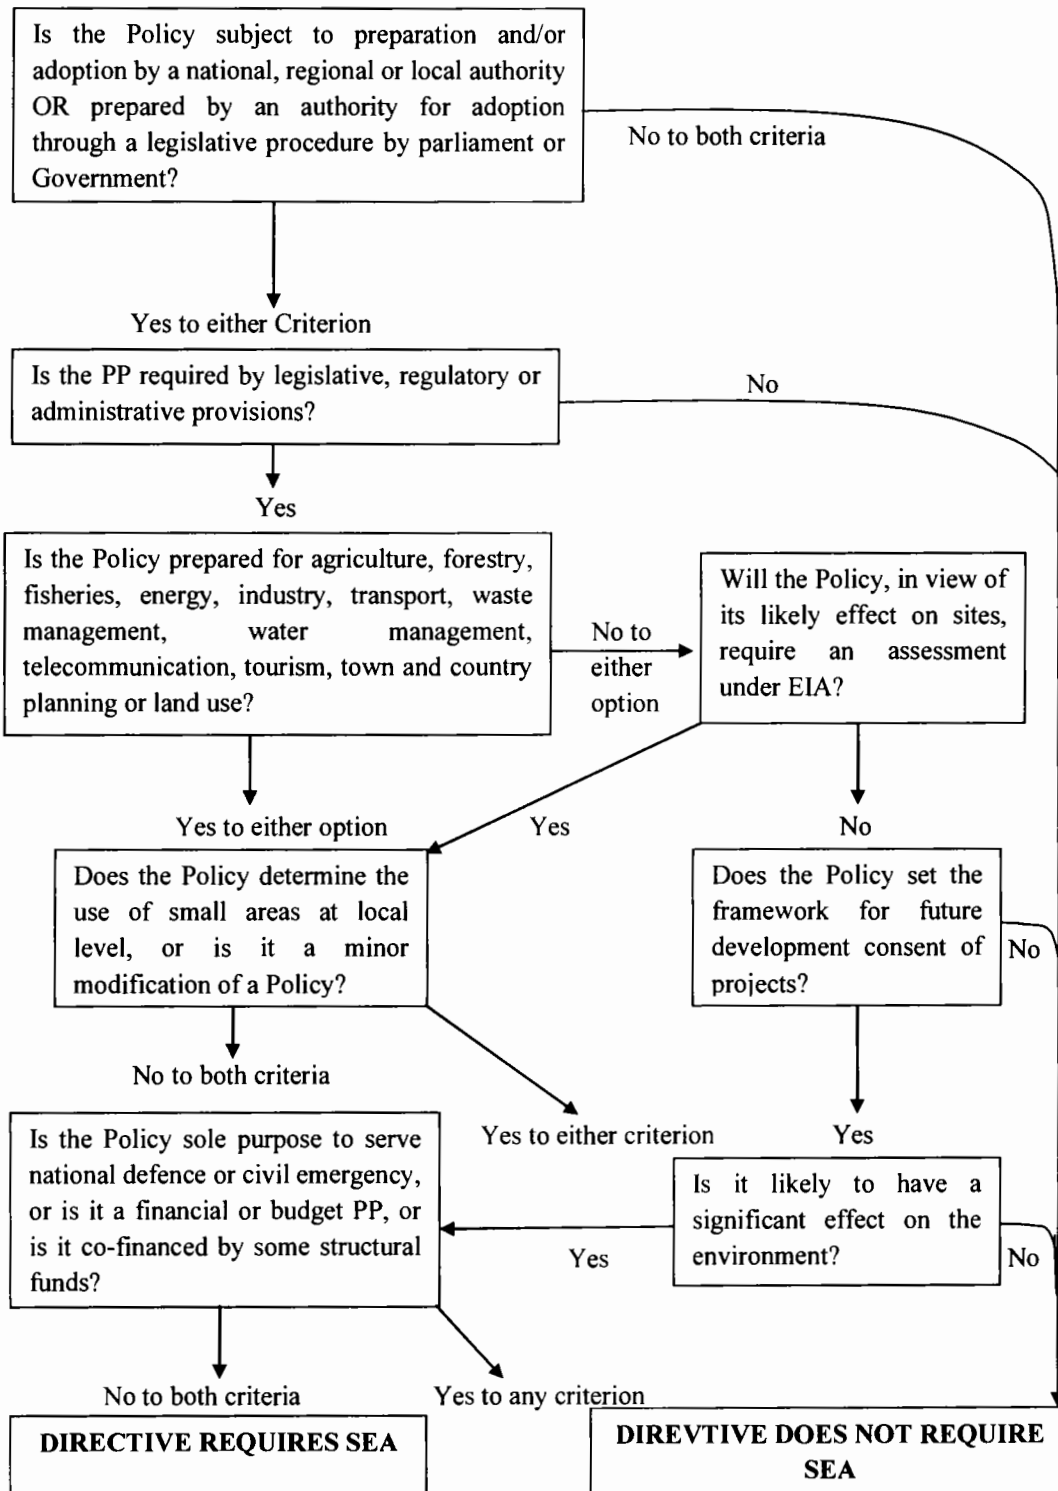 Is the Policy subject to preparation and/or
adoption by a national, regional or local authority
OR prepared by an authority for adoption
through a legislative procedure by parliament or
Government?
No to both criteria
Yes to either Criterion
Is the PP required by legislative, regulatory or
administrative provisions?
No
Yes
Is the Policy prepared for agriculture, forestry,
fisheries, energy, industry, transport, waste
management, water management,
telecommunication, tourism, town and country
planning or land use?
No to
either
option
Will the Policy, in view of
its likely effect on sites,
require an assessment
under EIA?
Yes to either option
Yes
No
Does the Policy determine the
use of small areas at local
level, or is it a minor
modification of a Policy?
Does the Policy set the
framework for future
development consent of
projects?
No
No to both criteria
Yes to either criterion
Yes
Is the Policy sole purpose to serve
national defence or civil emergency,
or is it a financial or budget PP, or
is it co-financed by some structural
funds?
Yes
Is it likely to have a
significant effect on the
environment?
No
No to both criteria
Yes to any criterion
DIRECTIVE REQUIRES SEA
DIREVTIVE DOES NOT REQUIRE
SEA